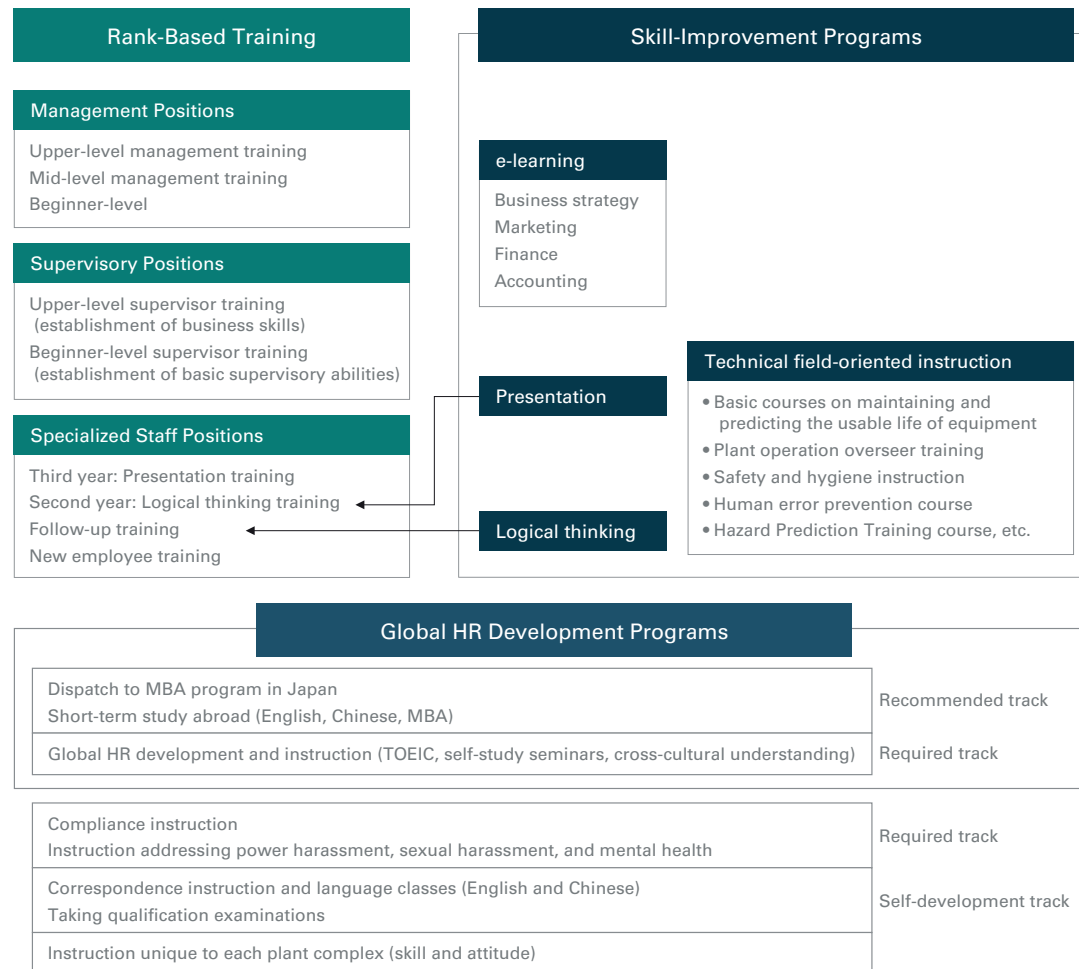 Rank-Based Training
Management Positions
Upper-level management training
Mid-level management training
Beginner-level
Supervisory Positions
Upper-level supervisor training
(establishment of business skills)
Beginner-level supervisor training
(establishment of basic supervisory abilities)
Specialized Staff Positions
Third year: Presentation training
Second year: Logical thinking training
Follow-up training
New employee training
Skill-Improvement Programs
e-learning
Business strategy
Marketing
Finance
Accounting
Presentation
Logical thinking
Technical field-oriented instruction
• Basic courses on maintaining and
predicting the usable life of equipment
• Plant operation overseer training
• Safety and hygiene instruction
• Human error prevention course
• Hazard Prediction Training course, etc.
Global HR Development Programs
Dispatch to MBA program in Japan
Short-term study abroad (English, Chinese, MBA)
Recommended track
Global HR development and instruction (TOEIC, self-study seminars, cross-cultural understanding)
Required track
Compliance instruction
Instruction addressing power harassment, sexual harassment, and mental health
Required track
Correspondence instruction and language classes (English and Chinese)
Taking qualification examinations
Self-development track
Instruction unique to each plant complex (skill and attitude)